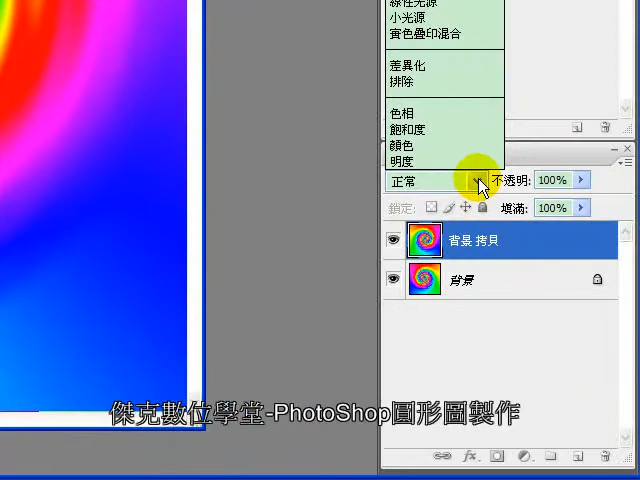 線性光源
小光源
實色疊印混合
差異化
排除
色相
飽和度
顏色
明度
正常
不透明: 100%
鎖定:
填滿: 100%
背景 拷貝
背景
傑克數位學堂-PhotoShop圓形圖製作